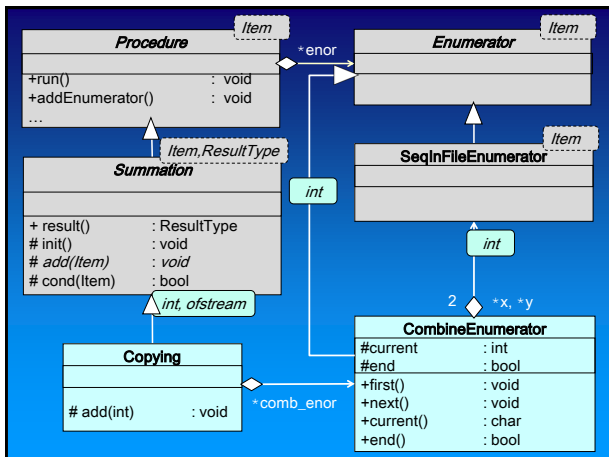 Item
Procedure
+run() : void
+addEnumerator() : void
...
*enor
Item
Enumerator
Item,ResultType
Summation
+ result() : ResultType
# init() : void
# add(Item) : void
# cond(Item) : bool
int
Item
SeqInFileEnumerator
int
int, ofstream
2 *x, *y
Copying
# add(int) : void
*comb_enor
CombineEnumerator
#current : int
#end : bool
+first() : void
+next() : void
+current() : char
+end() : bool